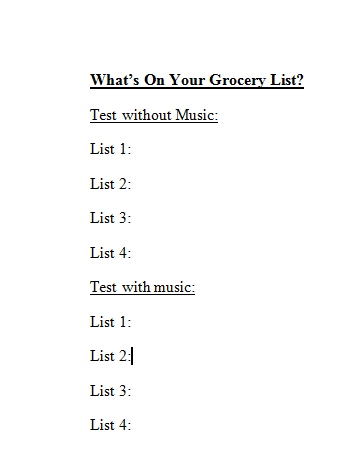 What's On Your Grocery List?
Test without Music:
List 1:
List 2:
List 3:
List 4:
Test with music:
List 1:
List 2:
List 3:
List 4: